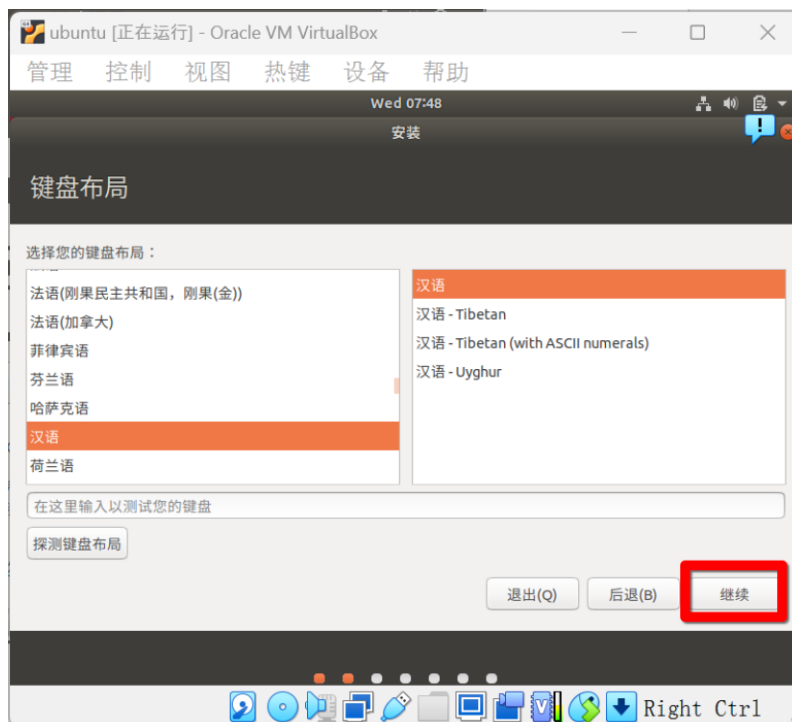 ubuntu [正在运行] - Oracle VM VirtualBox
管理 控制 视图 热键 设备 帮助
Wed 07:48
安装
键盘布局
选择您的键盘布局：
法语(刚果民主共和国，刚果(金))
法语(加拿大)
菲律宾语
芬兰语
哈萨克语
汉语
荷兰语
汉语
汉语 - Tibetan
汉语 - Tibetan (with ASCII numerals)
汉语 - Uyghur
在这里输入以测试您的键盘
探测键盘布局
退出(Q) 后退(B) 继续
Right Ctrl